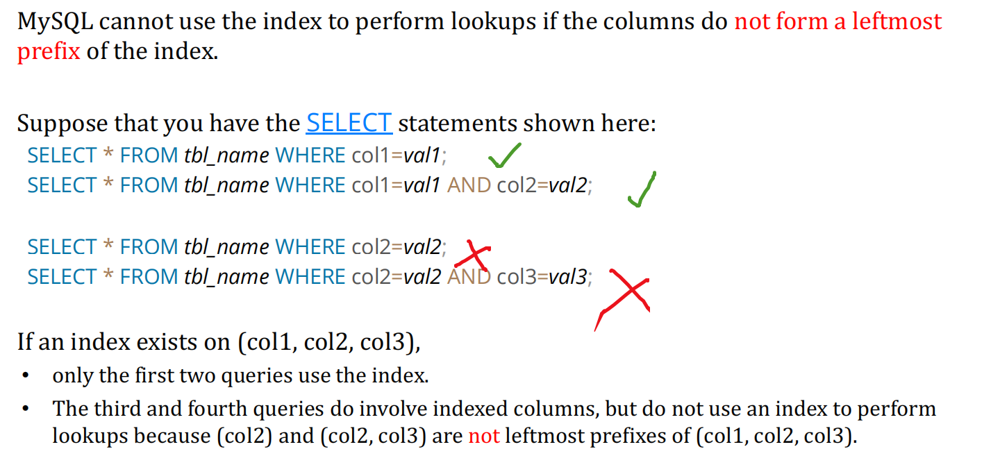 MySQL cannot use the index to perform lookups if the columns do not form a leftmost
prefix of the index.
Suppose that you have the SELECT statements shown here:
SELECT * FROM tbl_name WHERE col1=val1;
SELECT * FROM tbl_name WHERE col1=val1 AND col2=val2;
SELECT * FROM tbl_name WHERE col2=val2;
SELECT * FROM tbl_name WHERE col2=val2 AND col3=val3;
If an index exists on (col1, col2, col3),
• only the first two queries use the index.
• The third and fourth queries do involve indexed columns, but do not use an index to perform
lookups because (col2) and (col2, col3) are not leftmost prefixes of (col1, col2, col3).